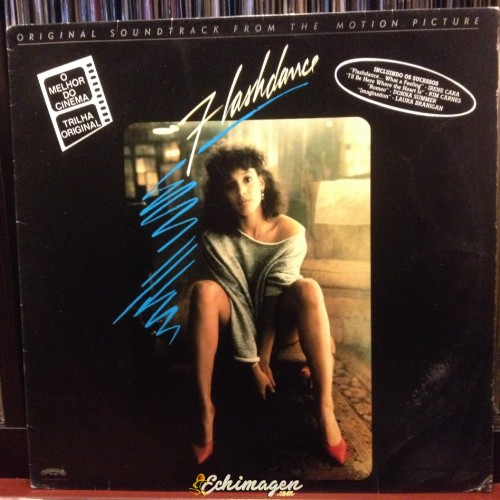 ORIGINAL SOUNDTRACK FROM THE MOTION PICTURE
Flashdance
O
MELHOR
DO
CINEMA
TRILHA
ORIGINAL
INCLUINDO OS SUCESSOS
"Flashdance... What a Feeling" - IRENE CARA
"I'll Be Here Where the Heart Is" - KIM CARNES
"Romeo" - DONNA SUMMER
"Imagination" - LAURA BRANIGAN
Echimagen
.com